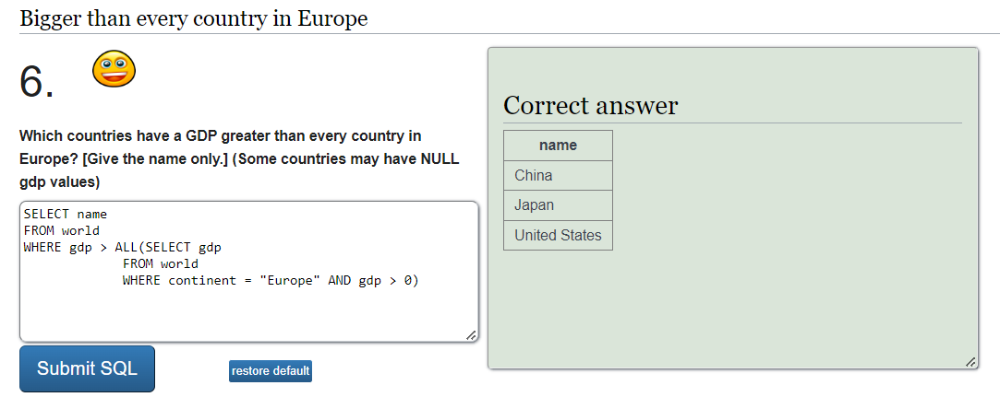 Bigger than every country in Europe
6.
Which countries have a GDP greater than every country in
Europe? [Give the name only.] (Some countries may have NULL
gdp values)
SELECT name
FROM world
WHERE gdp > ALL(SELECT gdp
FROM world
WHERE continent = "Europe" AND gdp > 0)
Submit SQL
restore default
Correct answer
name
China
Japan
United States